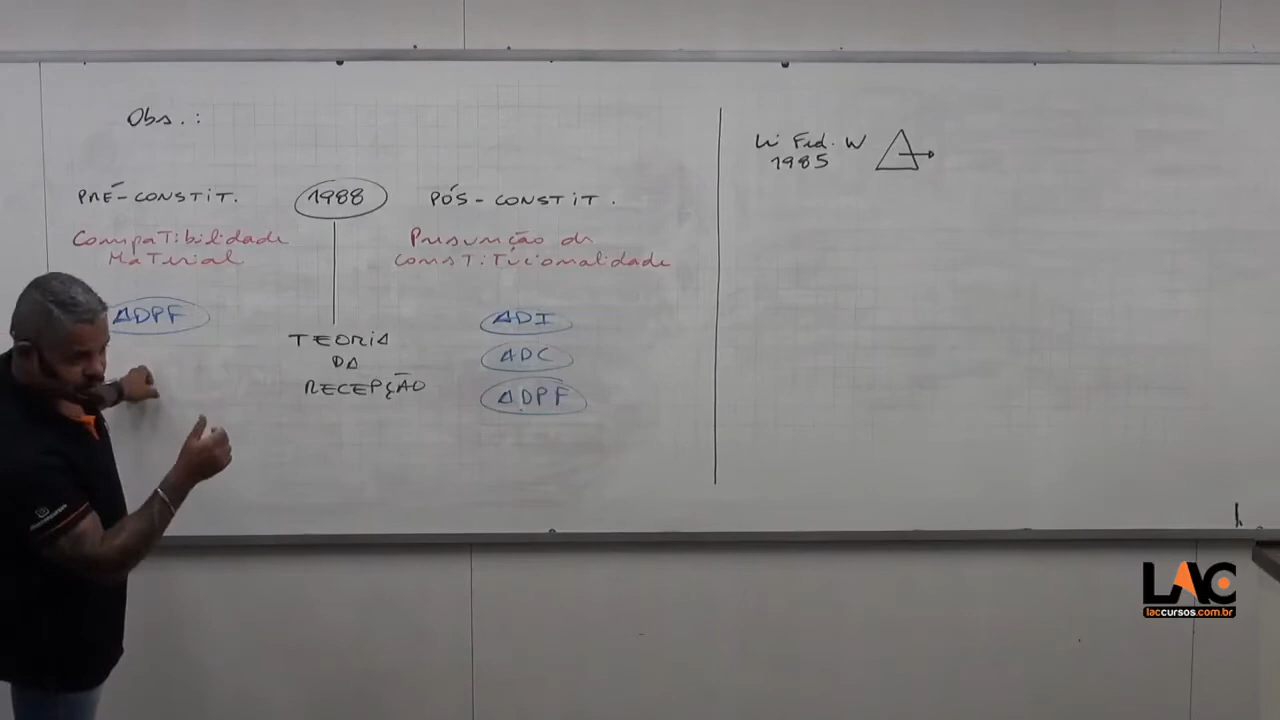 Obs.:
PRÉ-CONSTIT.
1988
PÓS-CONSTIT.
Compatibilidade
Material
Presunção de
Constitucionalidade
ADPF
TEORIA
DA
RECEPÇÃO
ADI
ADC
ADPF
Lei Fed. W
1985
LAC
laccursos.com.br